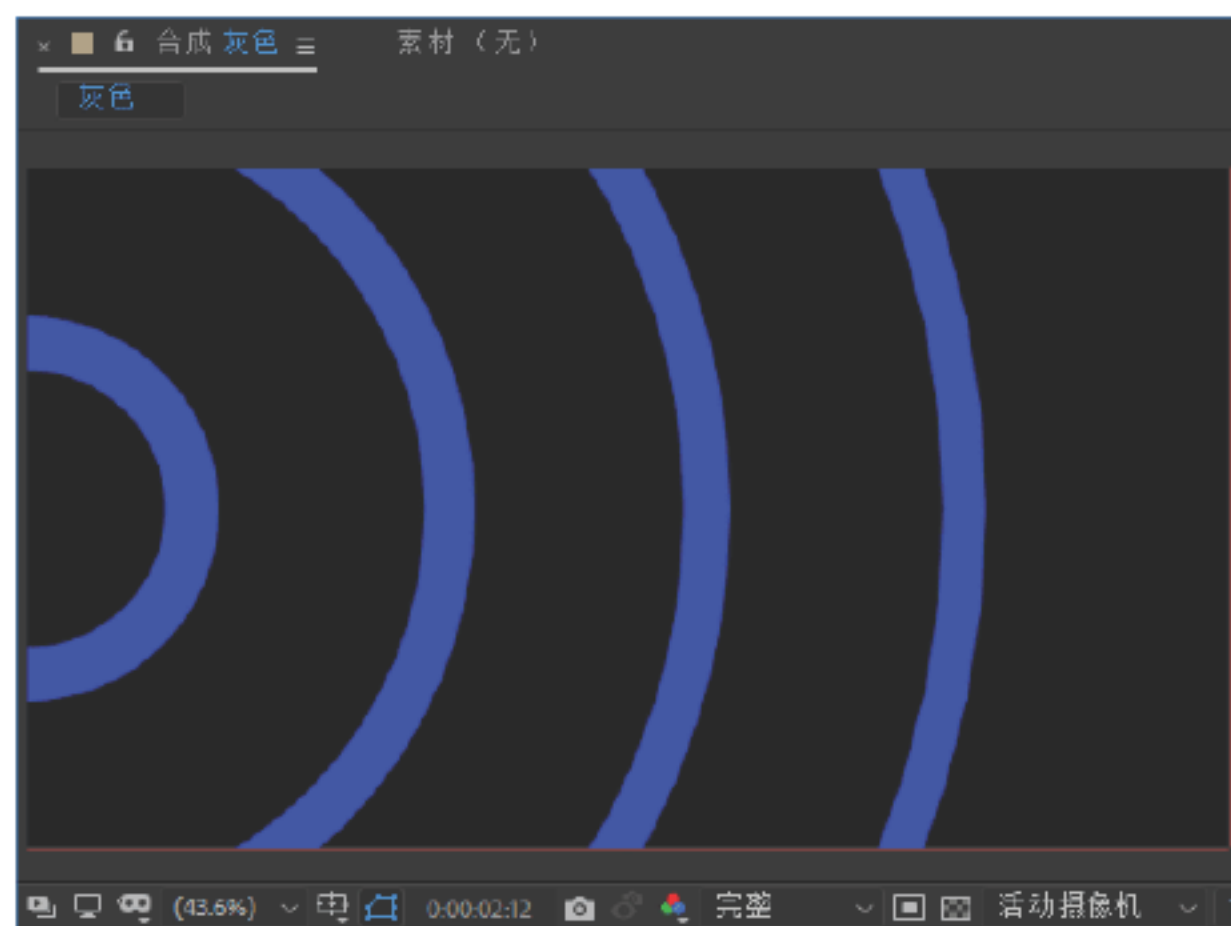 × 合成 灰色 ≡ 素材（无）
灰色
(43.6%) 0:00:02:12 完整 活动摄像机